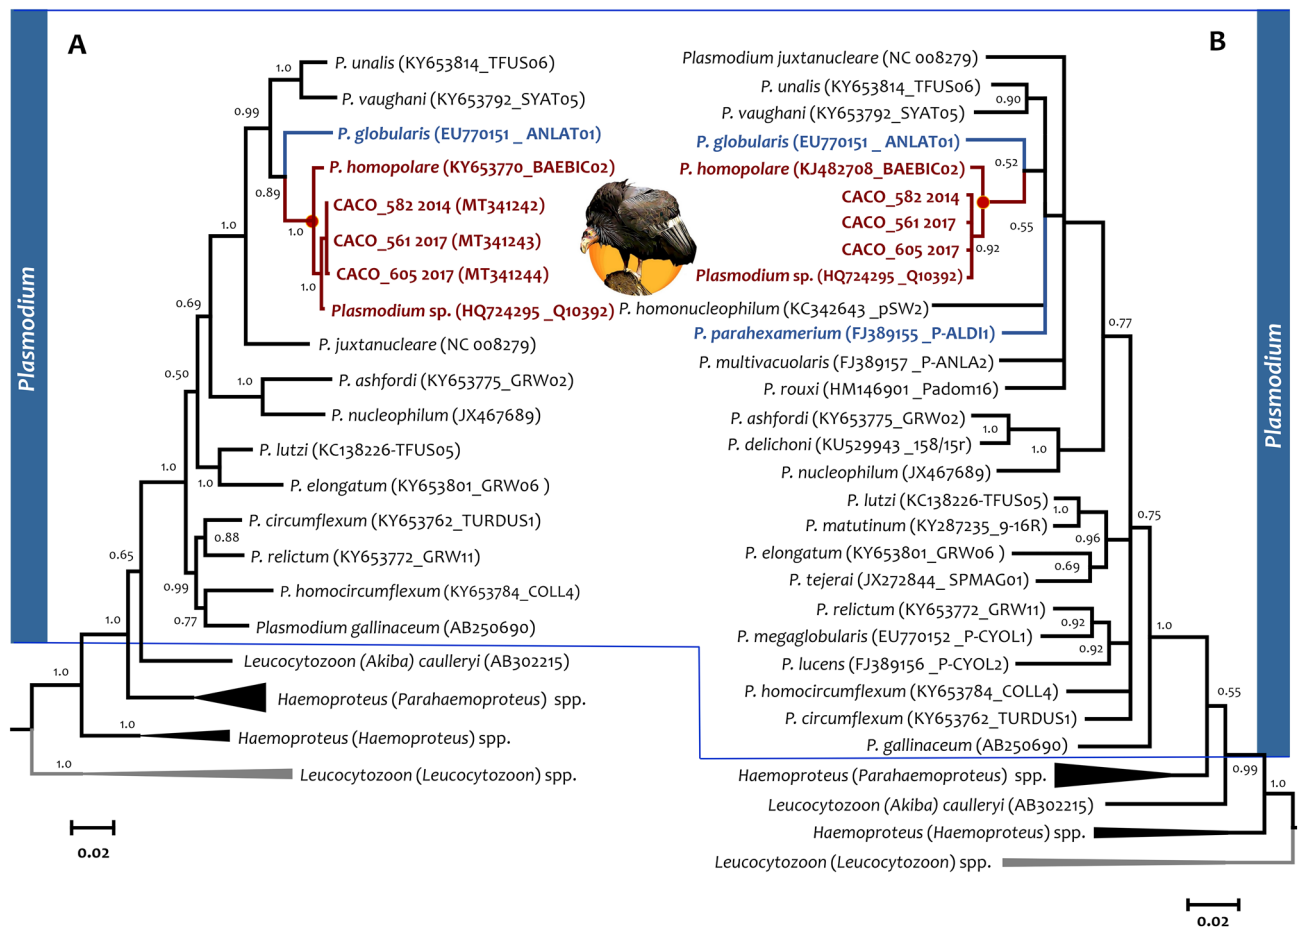 A
B
Plasmodium
1.0
P. unalis (KY653814_TFUS06)
P. vaughani (KY653792_SYAT05)
0.99
P. globularis (EU770151 _ ANLAT01)
P. homopolare (KY653770_BAEBIC02)
0.89
CACO_582 2014 (MT341242)
1.0
1.0
CACO_561 2017 (MT341243)
CACO_605 2017 (MT341244)
1.0
Plasmodium sp. (HQ724295 _Q10392)
0.69
P. juxtanucleare (NC 008279)
0.50
P. ashfordi (KY653775_GRW02)
1.0
P. nucleophilum (JX467689)
P. lutzi (KC138226-TFUS05)
1.0
1.0
P. elongatum (KY653801_GRW06 )
P. circumflexum (KY653762_TURDUS1)
0.88
0.65
P. relictum (KY653772_GRW11)
0.99
P. homocircumflexum (KY653784_COLL4)
0.77
1.0
Plasmodium gallinaceum (AB250690)
Leucocytozoon (Akiba) caulleryi (AB302215)
1.0
Haemoproteus (Parahaemoproteus) spp.
1.0
Haemoproteus (Haemoproteus) spp.
1.0
Leucocytozoon (Leucocytozoon) spp.
0.02
Plasmodium juxtanucleare (NC 008279)
P. unalis (KY653814_TFUS06)
0.90
P. vaughani (KY653792_SYAT05)
P. globularis (EU770151 _ ANLAT01)
0.52
P. homopolare (KJ482708_BAEBIC02)
CACO_582 2014
CACO_561 2017
0.55
CACO_605 2017
0.92
Plasmodium sp. (HQ724295 _Q10392)
P. homonucleophilum (KC342643 _pSW2)
P. parahexamerium (FJ389155 _P-ALDI1)
0.77
P. multivacuolaris (FJ389157 _P-ANLA2)
P. rouxi (HM146901 _Padom16)
Plasmodium
P. ashfordi (KY653775_GRW02)
1.0
P. delichoni (KU529943 _158/15r)
1.0
P. nucleophilum (JX467689)
P. lutzi (KC138226-TFUS05)
1.0
P. matutinum (KY287235_9-16R)
0.75
0.96
P. elongatum (KY653801_GRW06 )
0.69
P. tejerai (JX272844 _ SPMAG01)
P. relictum (KY653772_GRW11)
0.92
P. megaglobularis (EU770152 _P-CYOL1)
1.0
0.92
P. lucens (FJ389156 _P-CYOL2)
P. homocircumflexum (KY653784_COLL4)
0.55
P. circumflexum (KY653762_TURDUS1)
P. gallinaceum (AB250690)
0.99
Haemoproteus (Parahaemoproteus) spp.
1.0
Leucocytozoon (Akiba) caulleryi (AB302215)
Haemoproteus (Haemoproteus) spp.
Leucocytozoon (Leucocytozoon) spp.
0.02